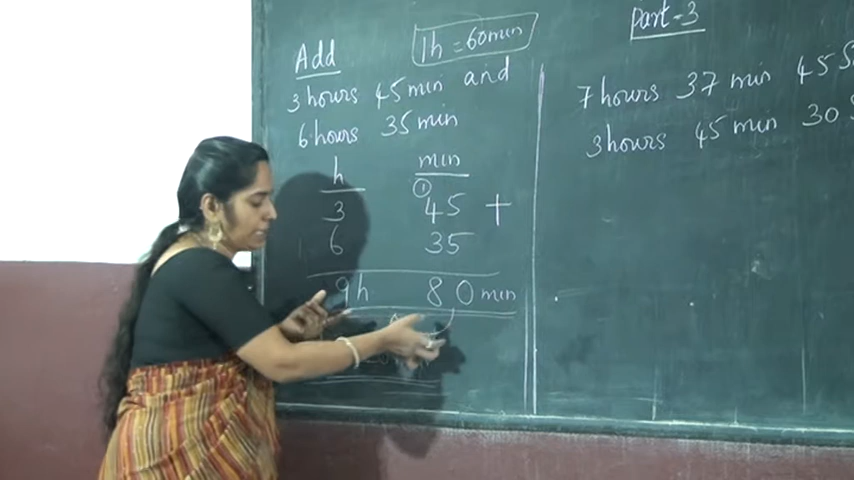 Add
1h = 60min
3 hours 45 min and
6 hours 35 min
h min
1
3 45 +
6 35
9h 80 min
Part-3
7 hours 37 min 45 S
3 hours 45 min 30 S